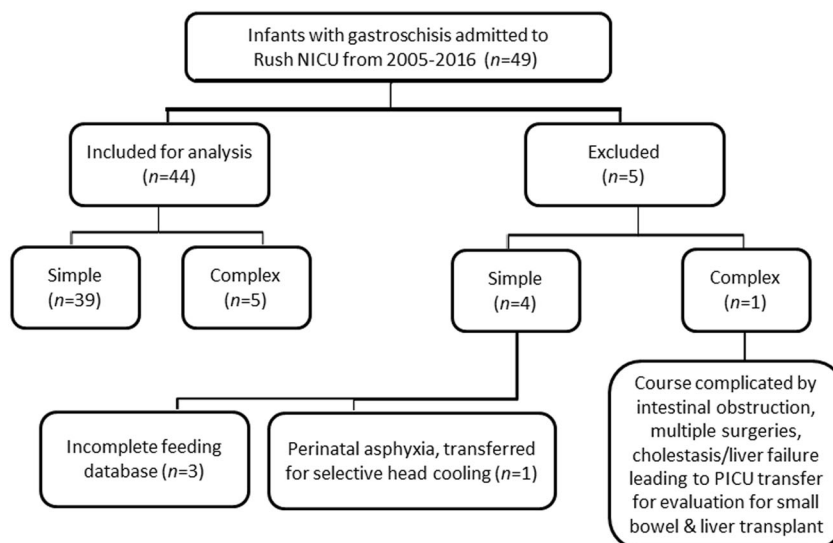 Infants with gastroschisis admitted to
Rush NICU from 2005-2016 (n=49)
Included for analysis
(n=44)
Excluded
(n=5)
Simple
(n=39)
Complex
(n=5)
Simple
(n=4)
Complex
(n=1)
Incomplete feeding
database (n=3)
Perinatal asphyxia, transferred
for selective head cooling (n=1)
Course complicated by
intestinal obstruction,
multiple surgeries,
cholestasis/liver failure
leading to PICU transfer
for evaluation for small
bowel & liver transplant